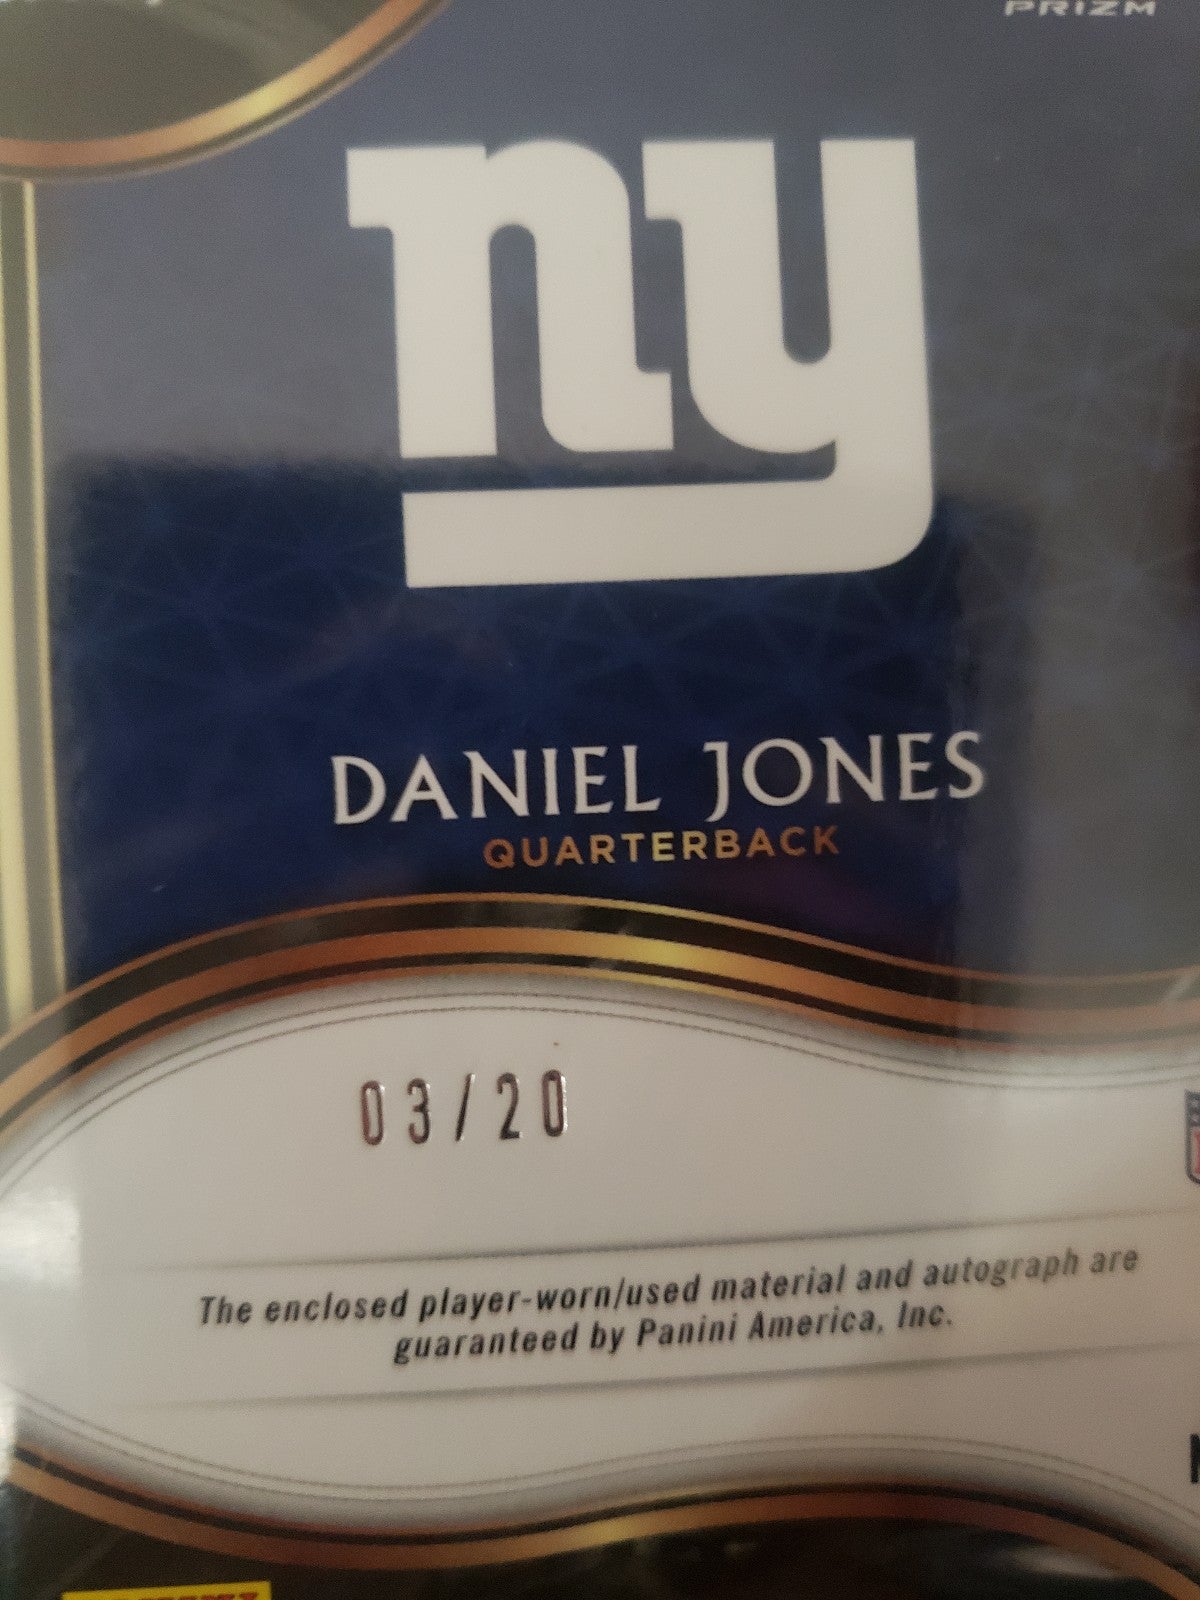 PRIZM
ny
DANIEL JONES
QUARTERBACK
03/20
The enclosed player-worn/used material and autograph are
guaranteed by Panini America, Inc.